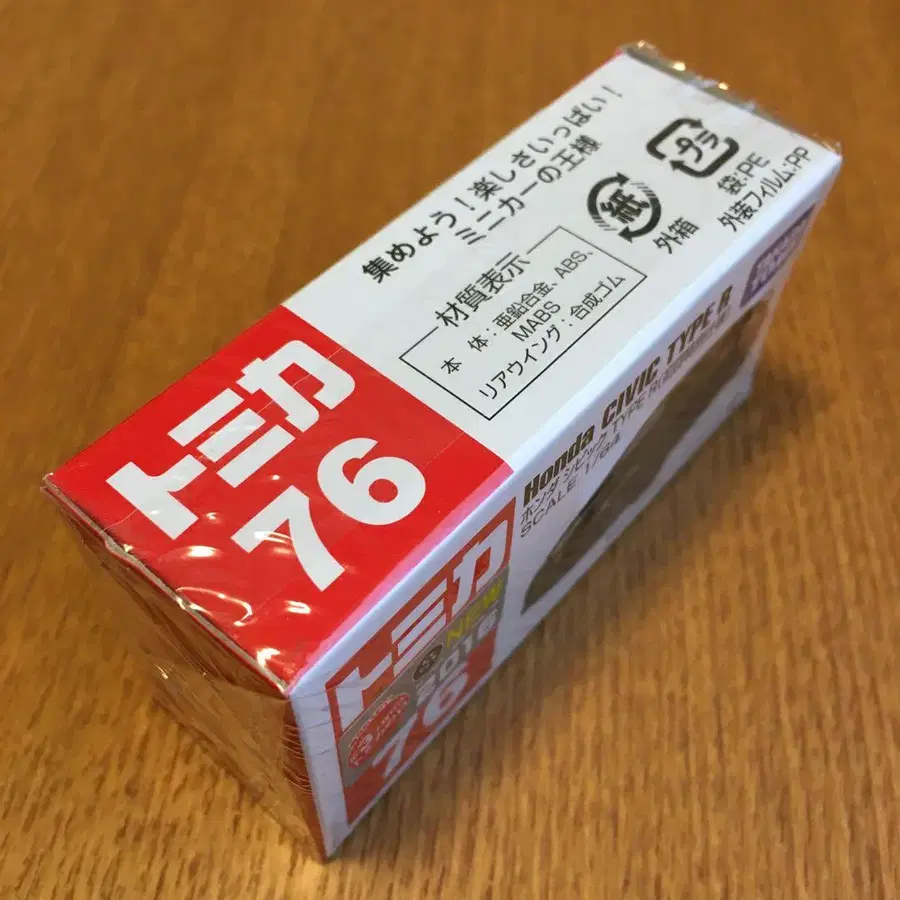 トミカ
76
集めよう！楽しさいっぱい！
ミニカーの王様
材質表示
本 体：亜鉛合金、ABS、
MABS
リアウイング：合成ゴム
紙
外箱
プラ
袋：PE
外装フィルム：PP
トミカ
NEW
2016
76
Honda CIVIC TYPE R
ホンダ シビック TYPE R
SCALE 1/64